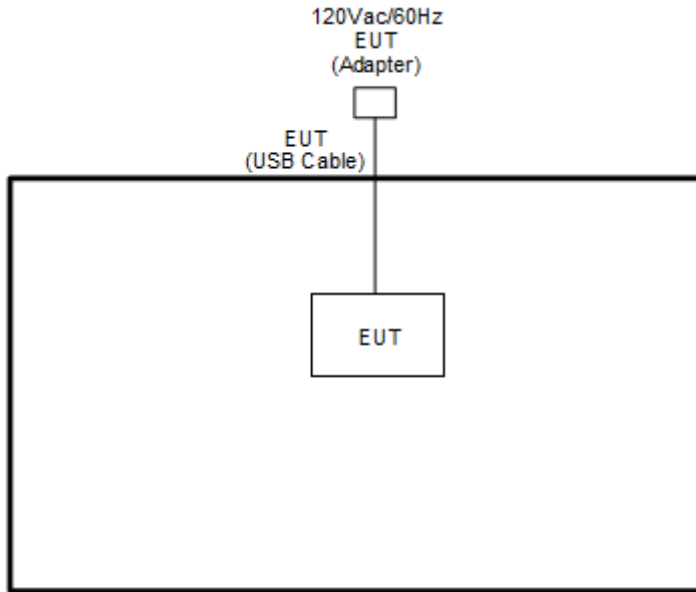 120Vac/60Hz
EUT
(Adapter)
EUT
(USB Cable)
EUT